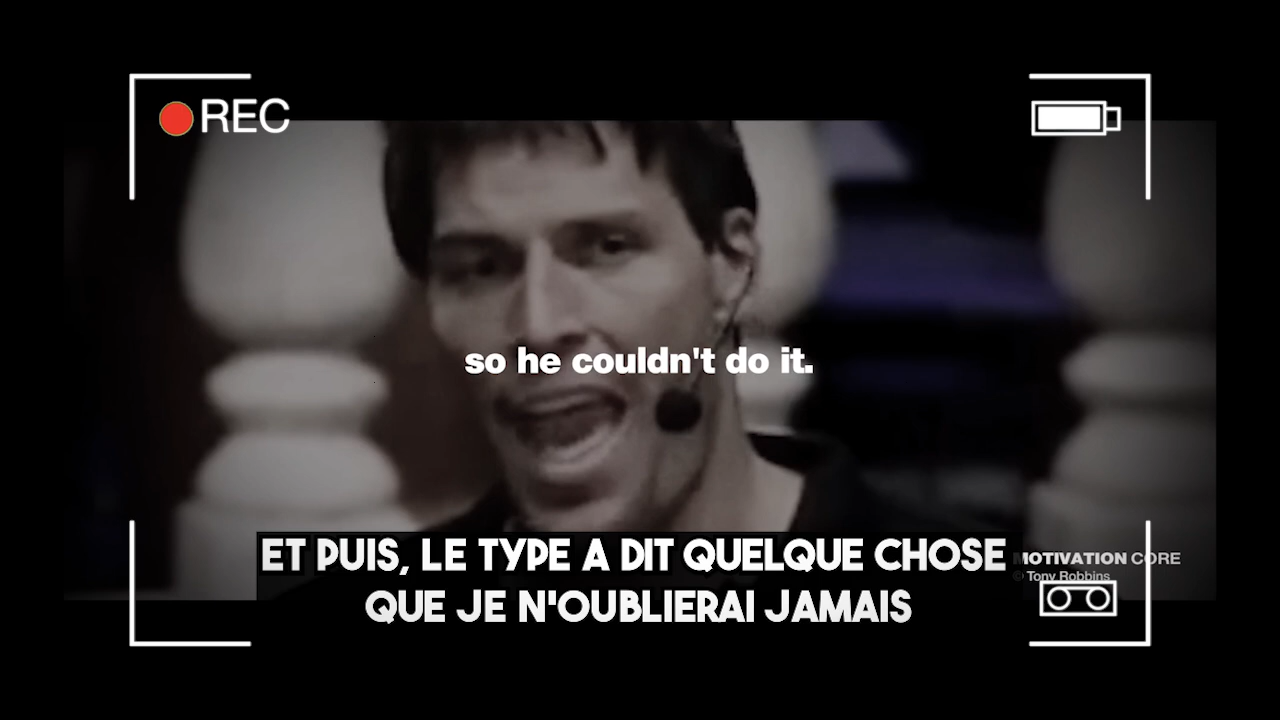 REC
so he couldn't do it.
ET PUIS, LE TYPE A DIT QUELQUE CHOSE
QUE JE N'OUBLIERAI JAMAIS
MOTIVATION CORE
© Tony Robbins